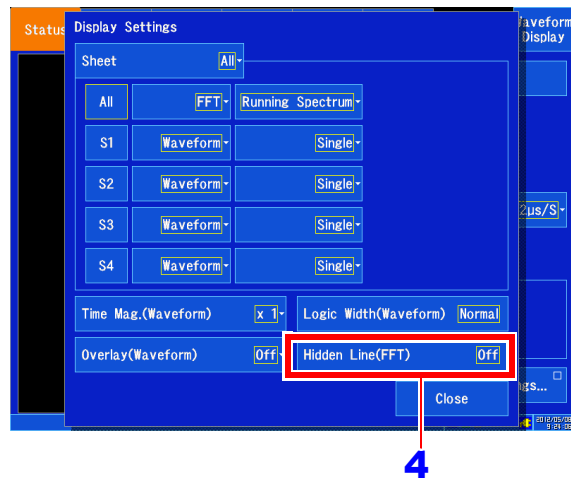 Status
Display Settings
Waveform
Display
Sheet All
All FFT Running Spectrum
S1 Waveform Single
S2 Waveform Single
S3 Waveform Single
S4 Waveform Single
2μs/S
Time Mag.(Waveform) x 1
Logic Width(Waveform) Normal
Overlay(Waveform) Off
Hidden Line(FFT) Off
Close
gs...
4